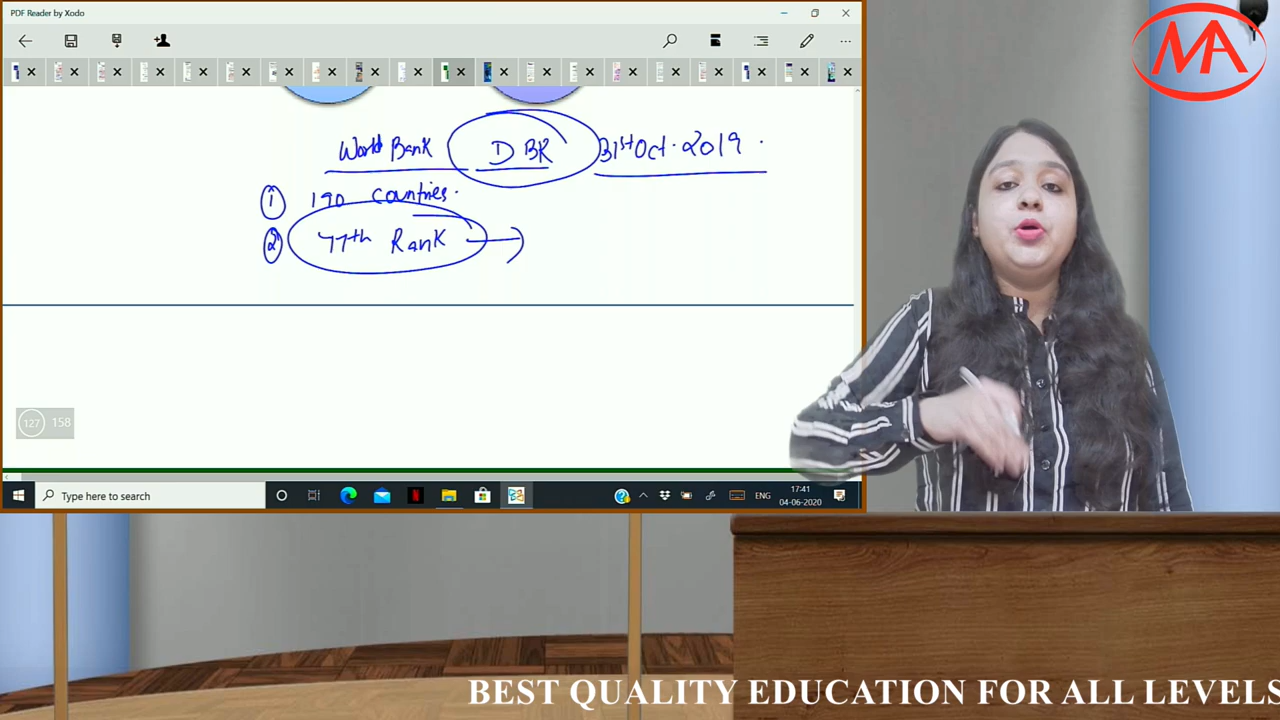 PDF Reader by Xodo
MA
World Bank DBR 31st Oct. 2019.
① 190 Countries.
② 77th Rank →
127 158
Type here to search
ENG
17:41
04-06-2020
BEST QUALITY EDUCATION FOR ALL LEVELS